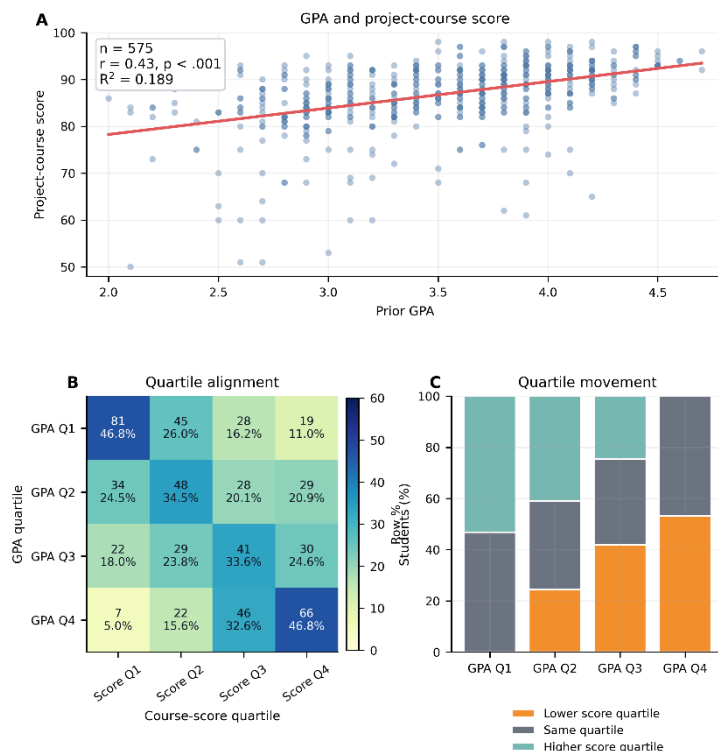 A
GPA and project-course score
n = 575
r = 0.43, p < .001
R² = 0.189
100
90
80
70
60
50
Project-course score
2.0 2.5 3.0 3.5 4.0 4.5
Prior GPA
B
Quartile alignment
GPA quartile
GPA Q1
81 45 28 19
46.8% 26.0% 16.2% 11.0%
GPA Q2
34 48 28 29
24.5% 34.5% 20.1% 20.9%
GPA Q3
22 29 41 30
18.0% 23.8% 33.6% 24.6%
GPA Q4
7 22 46 66
5.0% 15.6% 32.6% 46.8%
Score Q1 Score Q2 Score Q3 Score Q4
Course-score quartile
60
50
40
30
20
10
0
Row %
C
Quartile movement
Students (%)
100
80
60
40
20
0
GPA Q1 GPA Q2 GPA Q3 GPA Q4
Lower score quartile
Same quartile
Higher score quartile